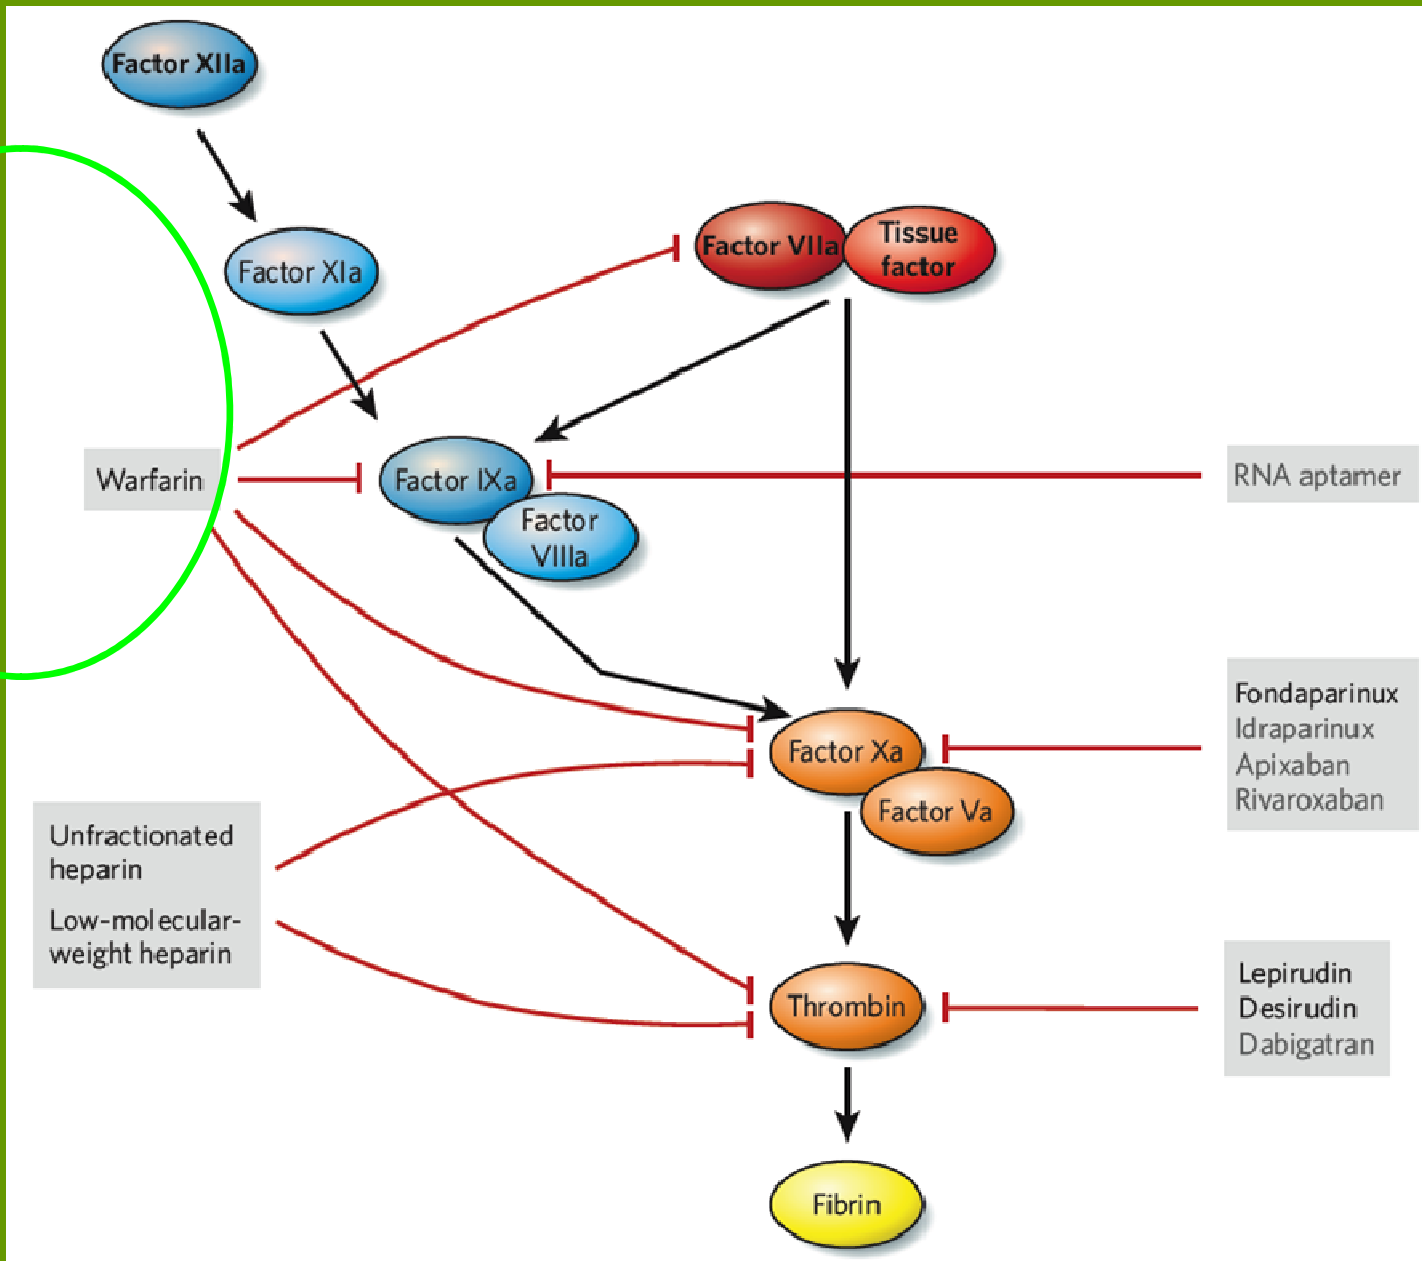 Factor XIIa
Factor XIa
Factor VIIa
Tissue
factor
Warfarin
Factor IXa
Factor
VIIIa
RNA aptamer
Fondaparinux
Idraparinux
Apixaban
Rivaroxaban
Factor Xa
Factor Va
Unfractionated
heparin
Low-molecular-
weight heparin
Thrombin
Lepirudin
Desirudin
Dabigatran
Fibrin